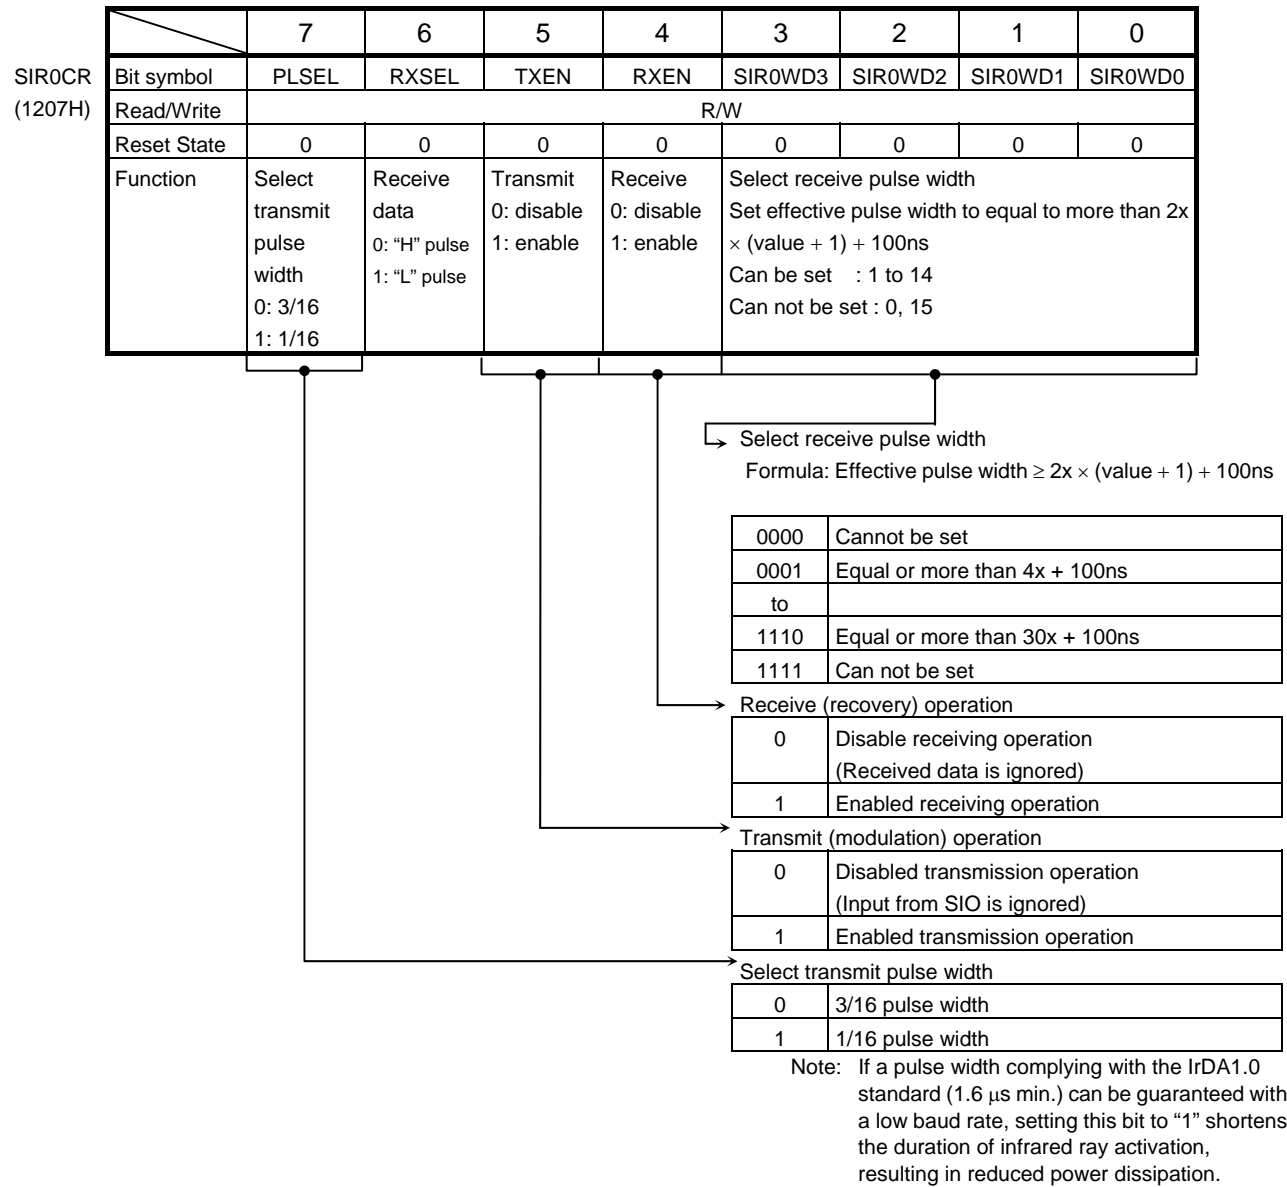 7 6 5 4 3 2 1 0
SIR0CR Bit symbol PLSEL RXSEL TXEN RXEN SIR0WD3 SIR0WD2 SIR0WD1 SIR0WD0
(1207H) Read/Write R/W
Reset State 0 0 0 0 0 0 0 0
Function Select Receive Transmit Receive Select receive pulse width
transmit data 0: disable 0: disable Set effective pulse width to equal to more than 2x
pulse 0: “H” pulse 1: enable 1: enable × (value + 1) + 100ns
width 1: “L” pulse Can be set : 1 to 14
0: 3/16 Can not be set : 0, 15
1: 1/16
Select receive pulse width
Formula: Effective pulse width ≥ 2x × (value + 1) + 100ns
0000 Cannot be set
0001 Equal or more than 4x + 100ns
to
1110 Equal or more than 30x + 100ns
1111 Can not be set
Receive (recovery) operation
0 Disable receiving operation
(Received data is ignored)
1 Enabled receiving operation
Transmit (modulation) operation
0 Disabled transmission operation
(Input from SIO is ignored)
1 Enabled transmission operation
Select transmit pulse width
0 3/16 pulse width
1 1/16 pulse width
Note: If a pulse width complying with the IrDA1.0
standard (1.6 μs min.) can be guaranteed with
a low baud rate, setting this bit to “1” shortens
the duration of infrared ray activation,
resulting in reduced power dissipation.